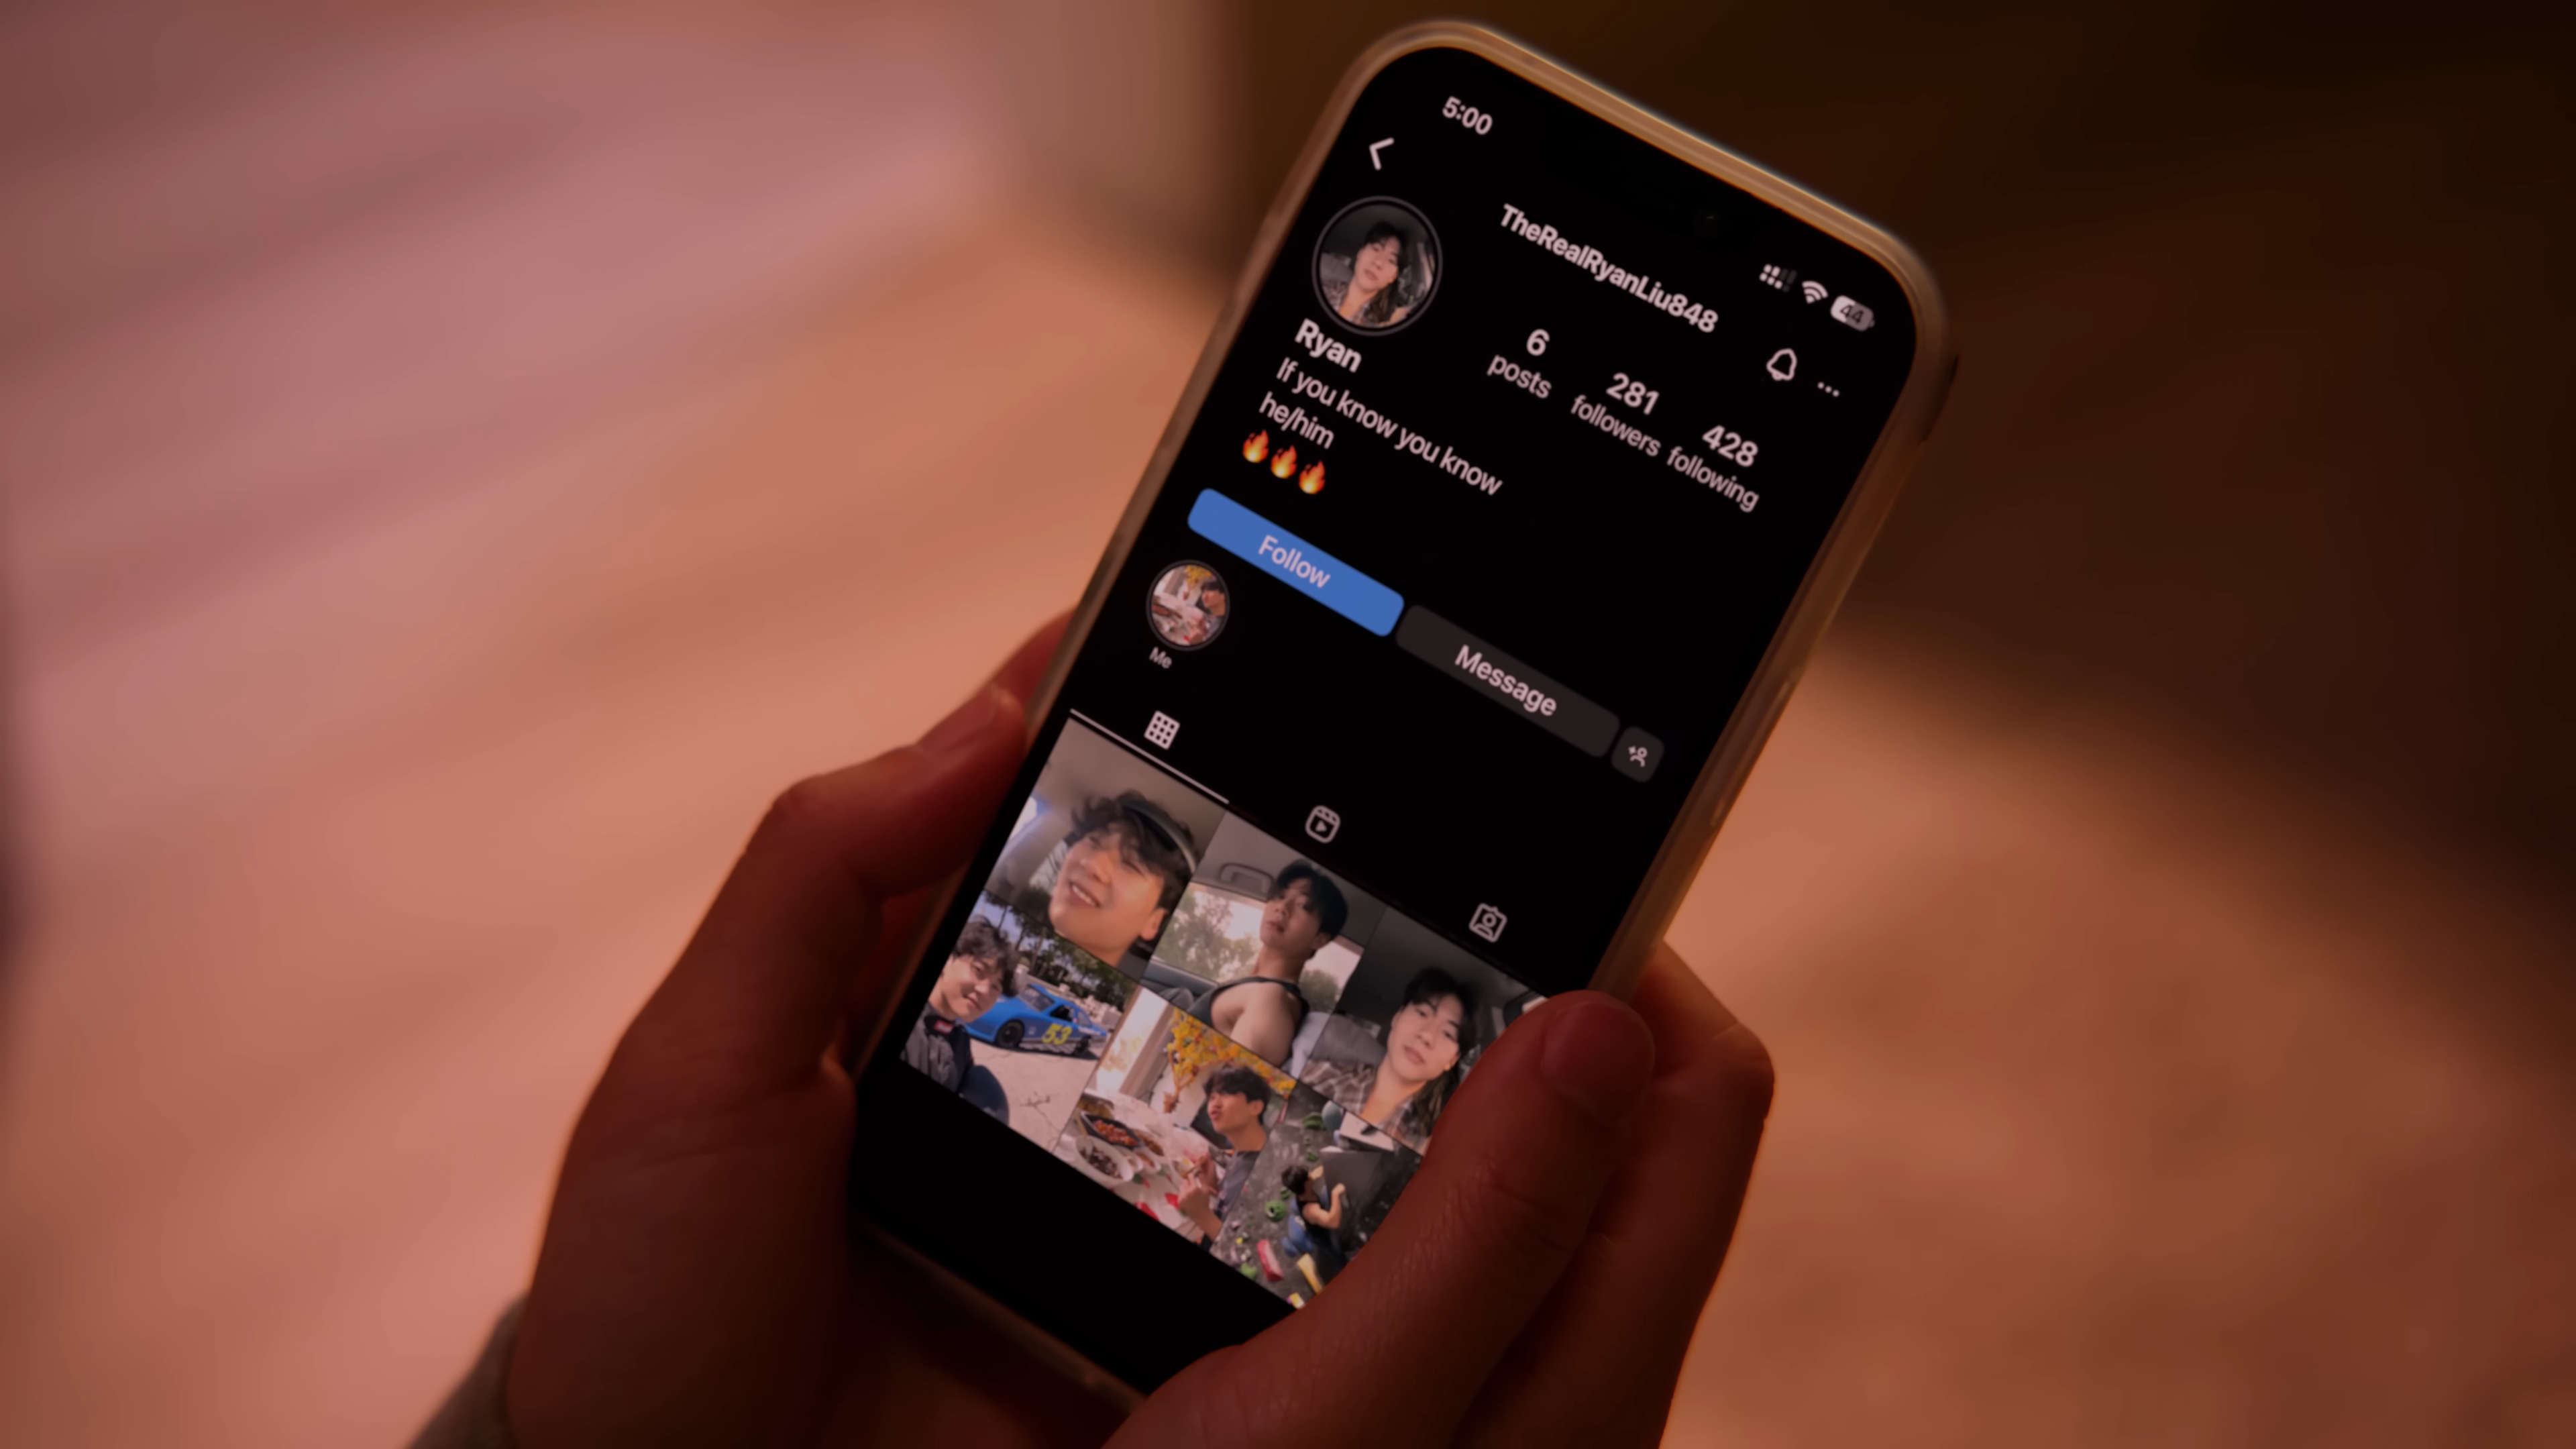 5:00
44
TheRealRyanLiu848
6 281 428
posts followers following
Ryan
If you know you know
he/him
🔥🔥🔥
Follow Message
Me
53